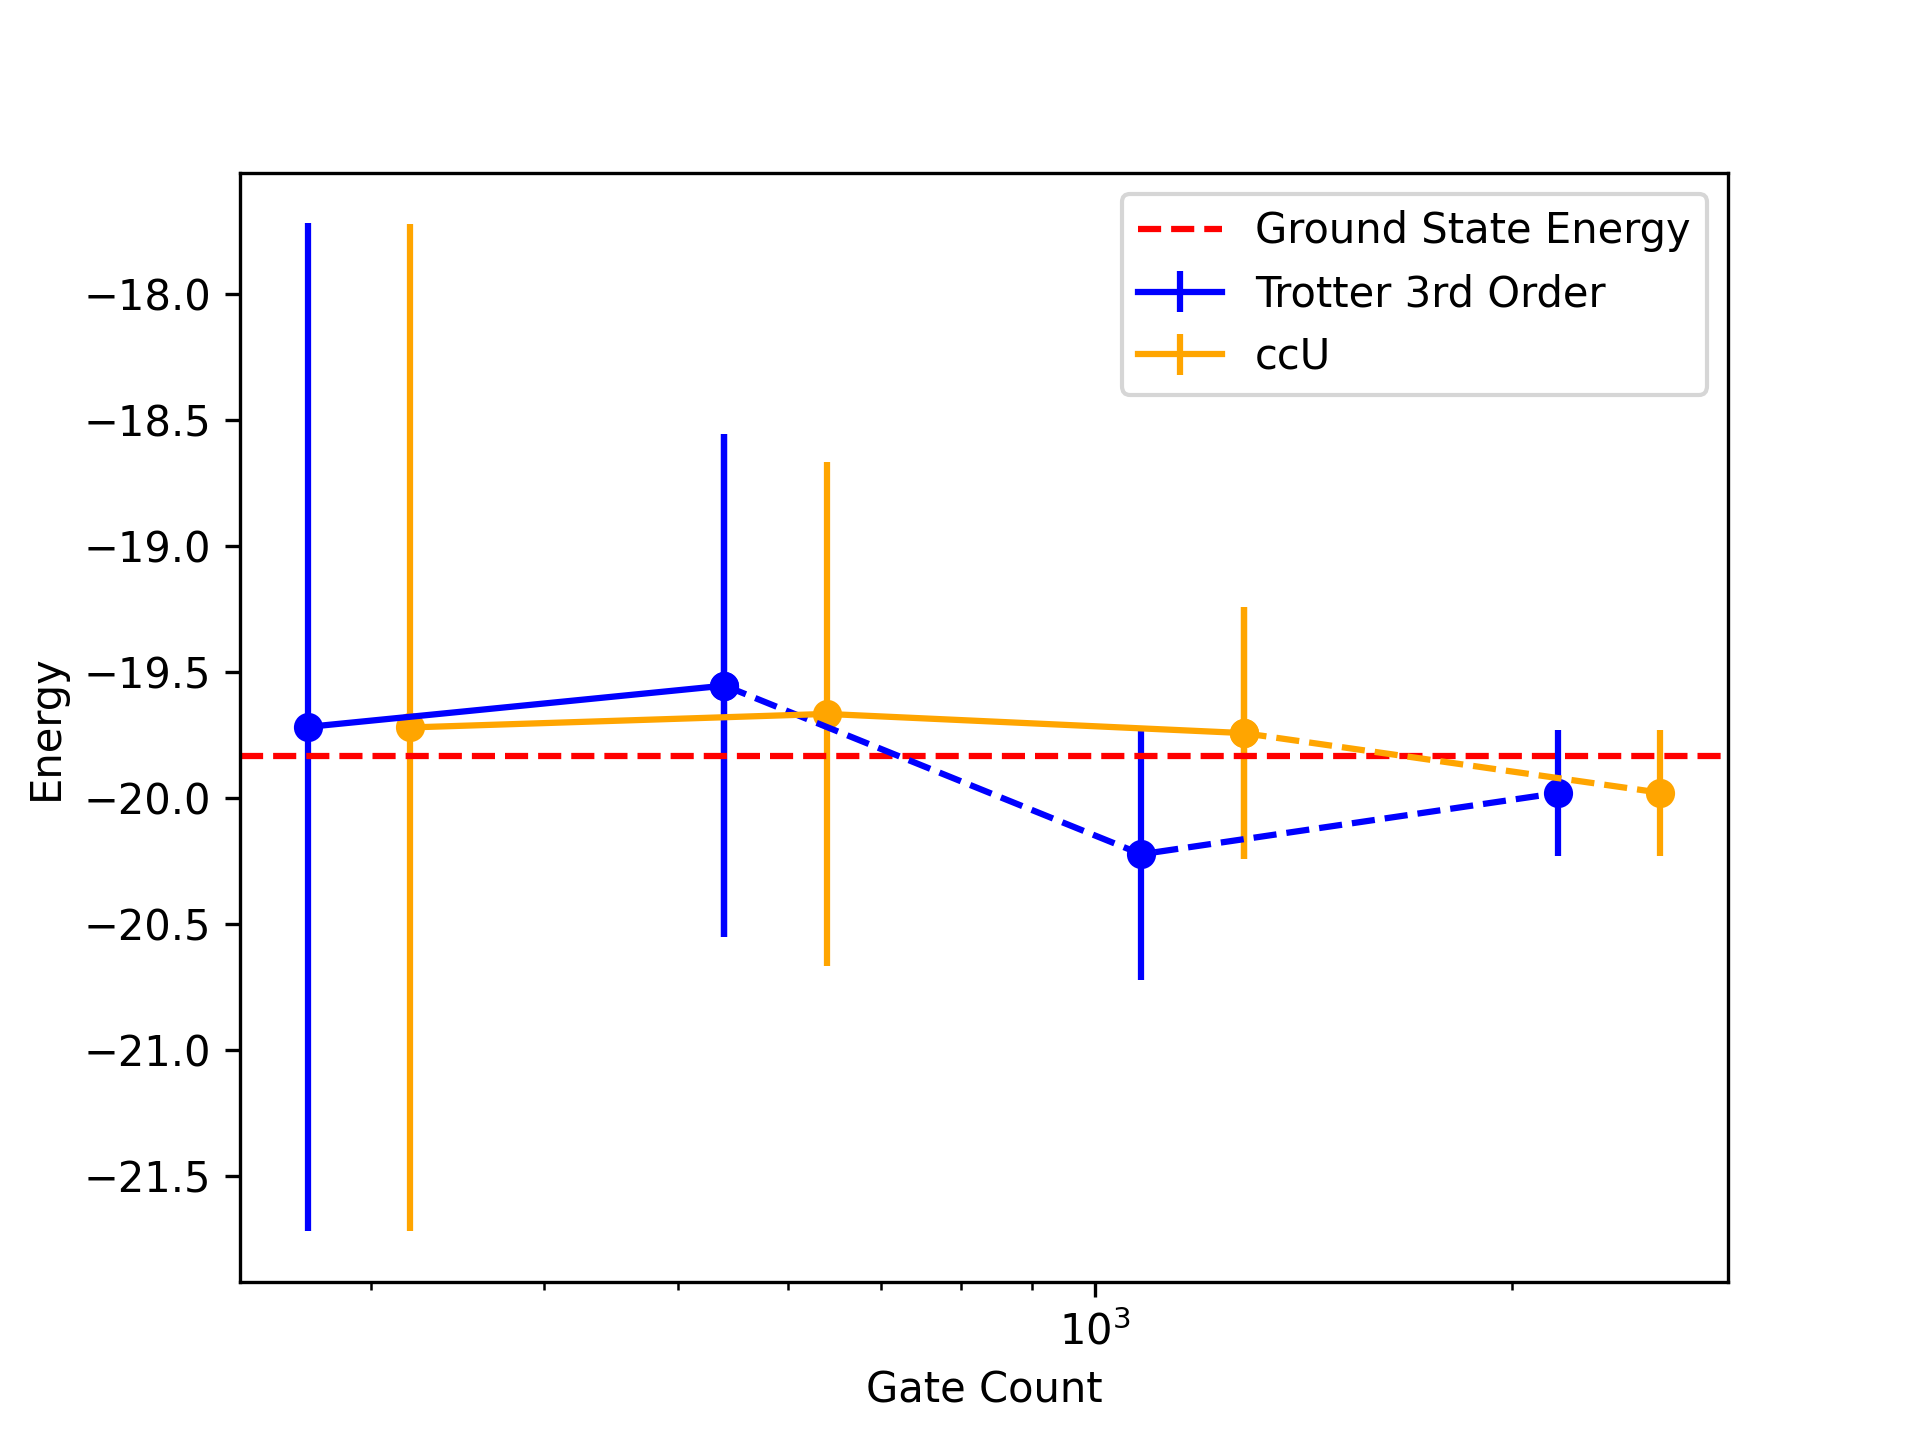 Ground State Energy
Trotter 3rd Order
ccU
Energy
−18.0
−18.5
−19.0
−19.5
−20.0
−20.5
−21.0
−21.5
10³
Gate Count